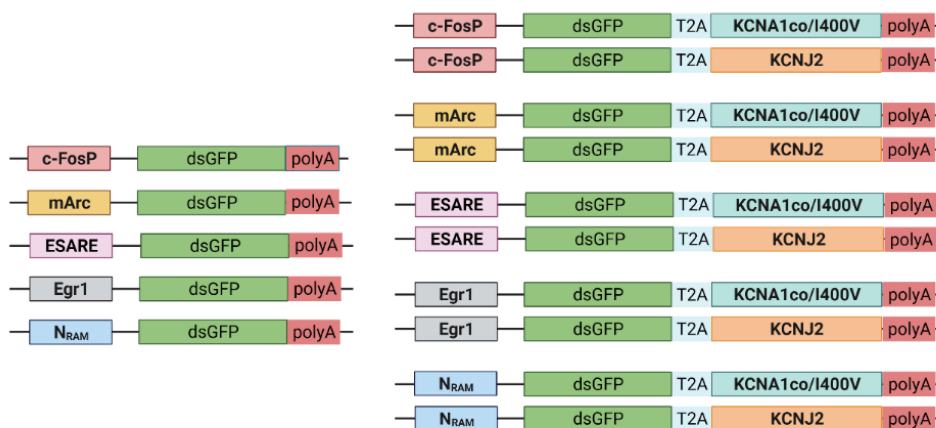 c-FosP dsGFP polyA
mArc dsGFP polyA
ESARE dsGFP polyA
Egr1 dsGFP polyA
NRAM dsGFP polyA
c-FosP dsGFP T2A KCNA1co/I400V polyA
c-FosP dsGFP T2A KCNJ2 polyA
mArc dsGFP T2A KCNA1co/I400V polyA
mArc dsGFP T2A KCNJ2 polyA
ESARE dsGFP T2A KCNA1co/I400V polyA
ESARE dsGFP T2A KCNJ2 polyA
Egr1 dsGFP T2A KCNA1co/I400V polyA
Egr1 dsGFP T2A KCNJ2 polyA
NRAM dsGFP T2A KCNA1co/I400V polyA
NRAM dsGFP T2A KCNJ2 polyA